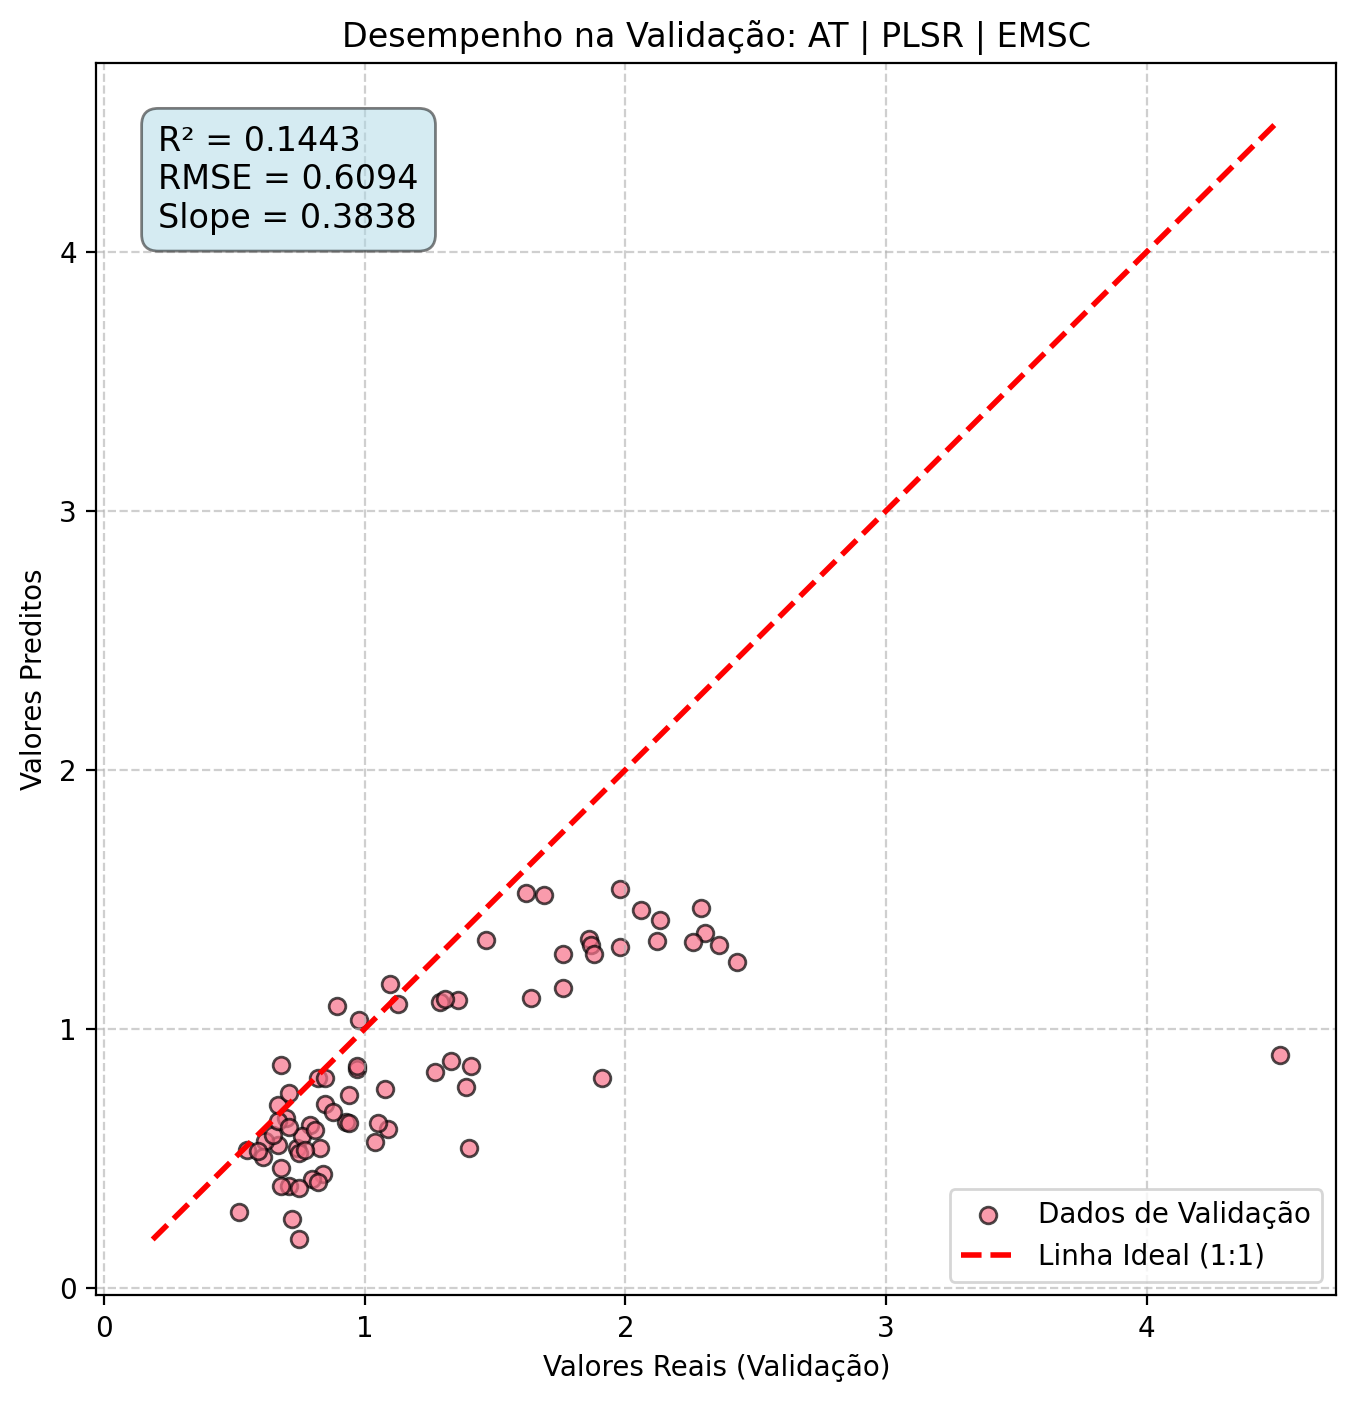 Desempenho na Validação: AT | PLSR | EMSC
R² = 0.1443
RMSE = 0.6094
Slope = 0.3838
4
3
2
1
0
Valores Preditos
0 1 2 3 4
Valores Reais (Validação)
Dados de Validação
Linha Ideal (1:1)